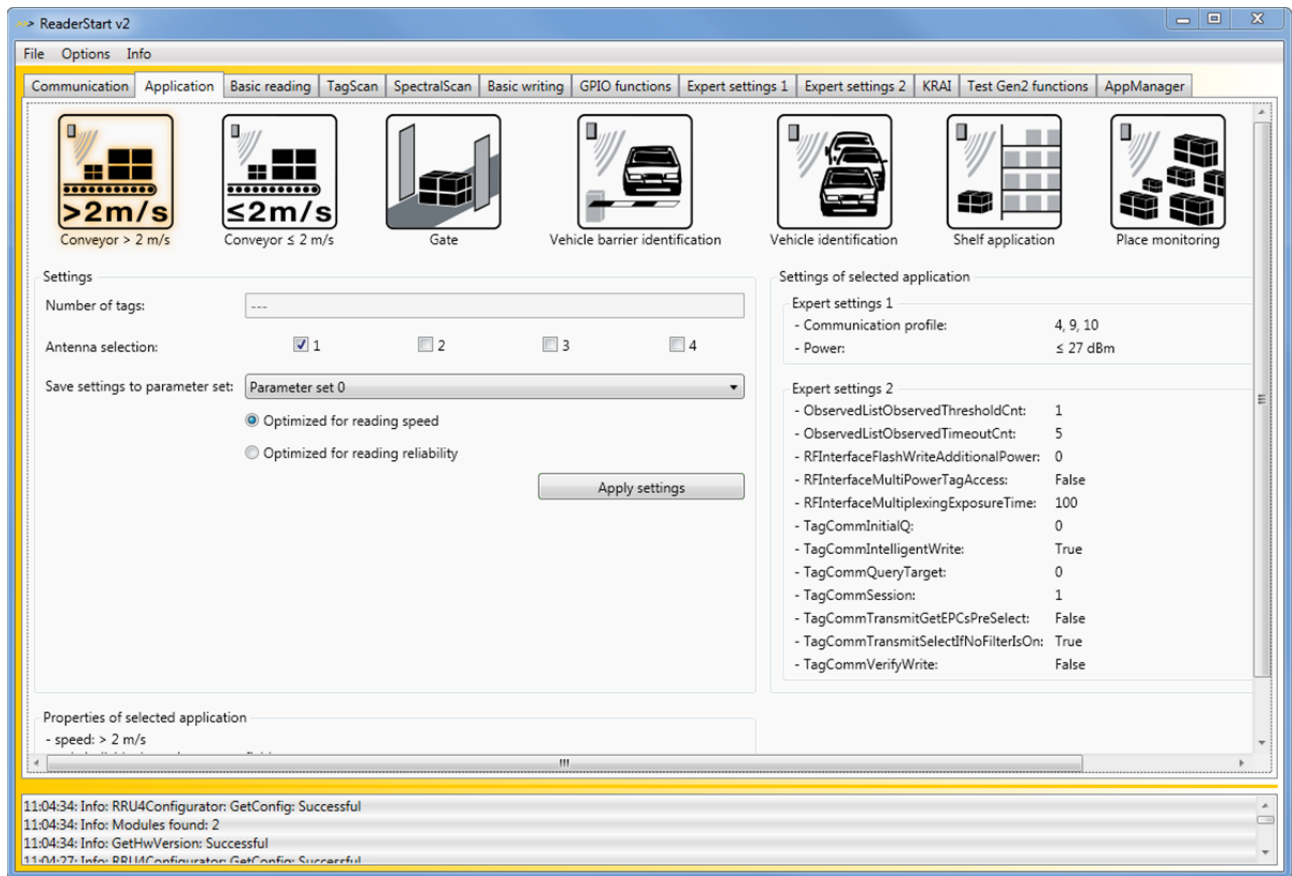 ReaderStart v2
File Options Info
Communication Application Basic reading TagScan SpectralScan Basic writing GPIO functions Expert settings 1 Expert settings 2 KRAI Test Gen2 functions AppManager
>2m/s ≤2m/s
Conveyor > 2 m/s Conveyor ≤ 2 m/s Gate Vehicle barrier identification Vehicle identification Shelf application Place monitoring
Settings
Number of tags: ---
Antenna selection: 1 2 3 4
Save settings to parameter set: Parameter set 0
Optimized for reading speed
Optimized for reading reliability
Apply settings
Settings of selected application
Expert settings 1
- Communication profile: 4, 9, 10
- Power: ≤ 27 dBm
Expert settings 2
- ObservedListObservedThresholdCnt: 1
- ObservedListObservedTimeoutCnt: 5
- RFInterfaceFlashWriteAdditionalPower: 0
- RFInterfaceMultiPowerTagAccess: False
- RFInterfaceMultiplexingExposureTime: 100
- TagCommInitialQ: 0
- TagCommIntelligentWrite: True
- TagCommQueryTarget: 0
- TagCommSession: 1
- TagCommTransmitGetEPCsPreSelect: False
- TagCommTransmitSelectIfNoFilterIsOn: True
- TagCommVerifyWrite: False
Properties of selected application
- speed: > 2 m/s
11:04:34: Info: RRU4Configurator: GetConfig: Successful
11:04:34: Info: Modules found: 2
11:04:34: Info: GetHwVersion: Successful
11:04:27: Info: RRU4Configurator: GetConfig: Successful